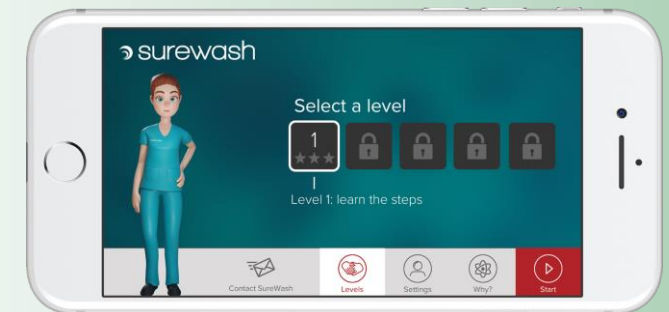 surewash
Select a level
1
Level 1: learn the steps
Contact SureWash
Levels
Settings
Why?
Start